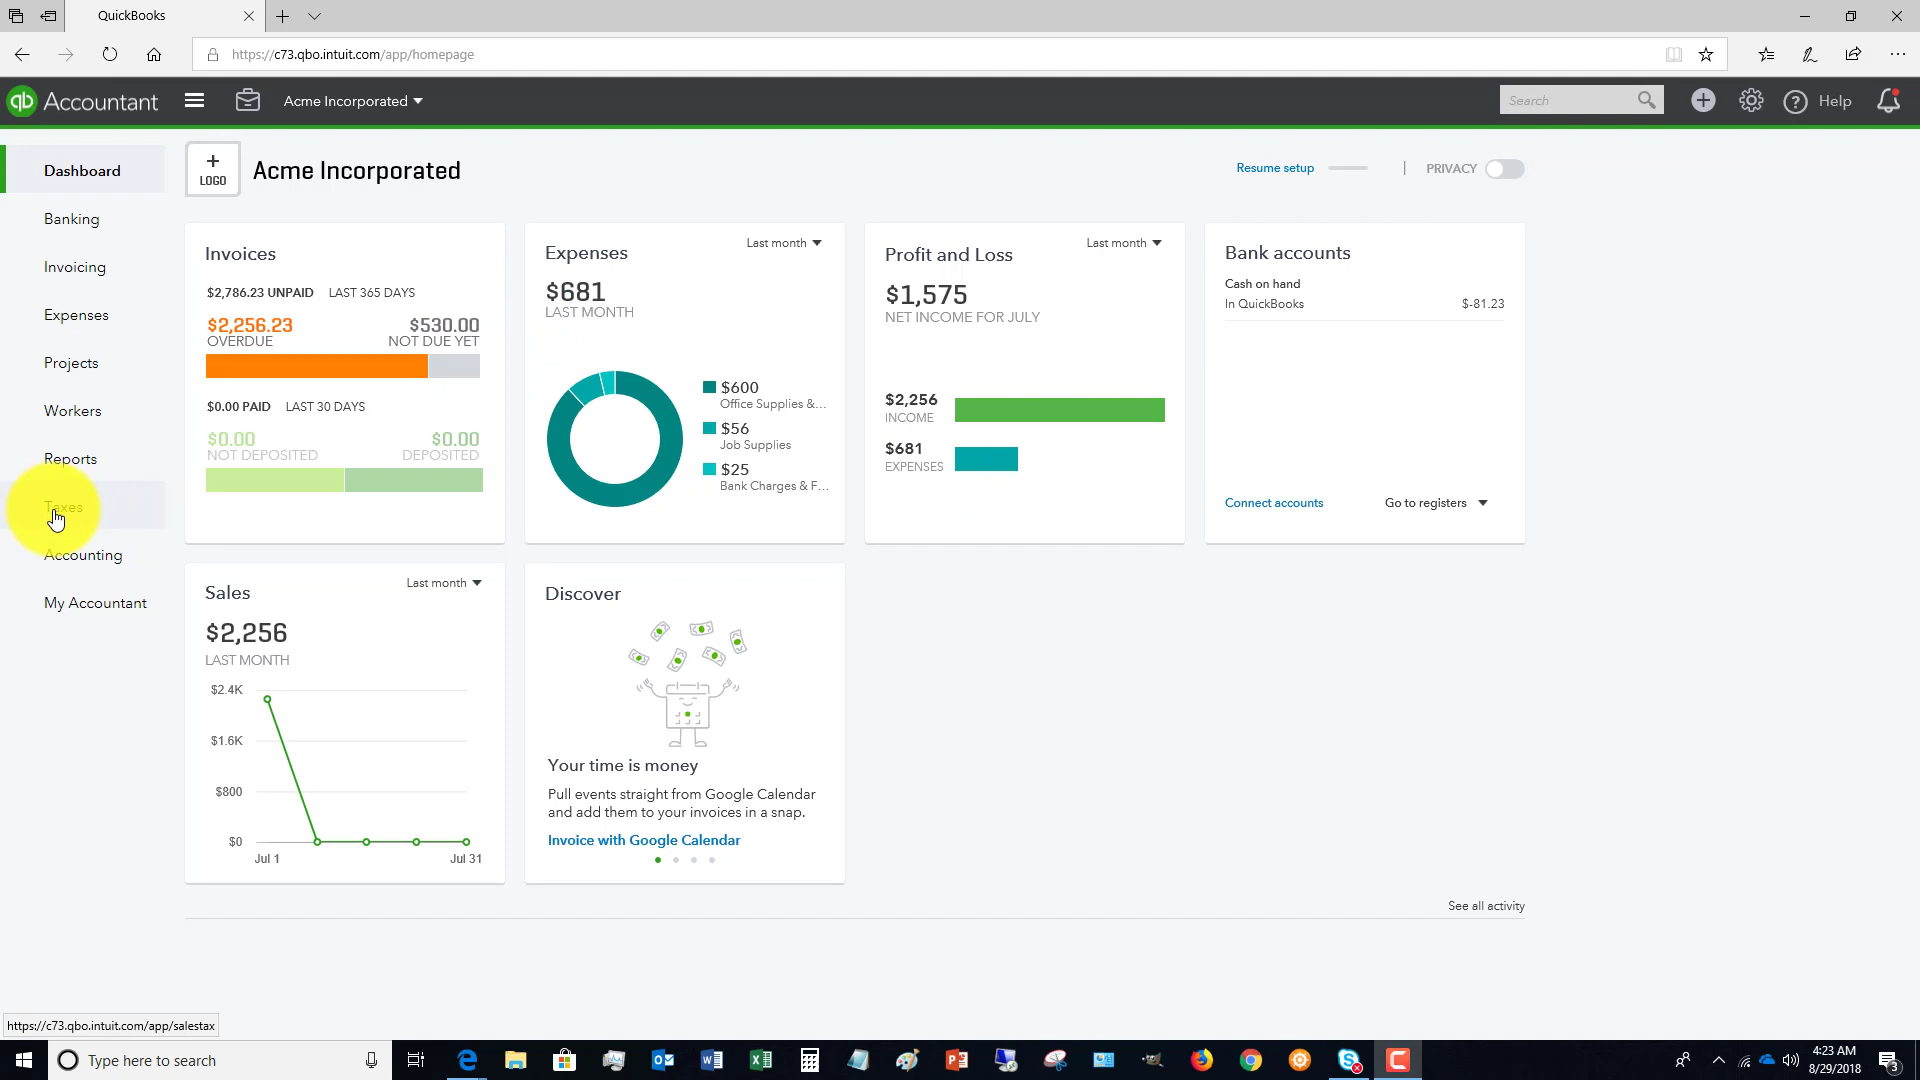 QuickBooks
https://c73.qbo.intuit.com/app/homepage
qb Accountant
Acme Incorporated
Search
Help
Dashboard
Banking
Invoicing
Expenses
Projects
Workers
Reports
Taxes
Accounting
My Accountant
+
LOGO
Acme Incorporated
Resume setup
PRIVACY
Invoices
$2,786.23 UNPAID LAST 365 DAYS
$2,256.23 $530.00
OVERDUE NOT DUE YET
$0.00 PAID LAST 30 DAYS
$0.00 $0.00
NOT DEPOSITED DEPOSITED
Expenses
Last month
$681
LAST MONTH
$600
Office Supplies &...
$56
Job Supplies
$25
Bank Charges & F...
Profit and Loss
Last month
$1,575
NET INCOME FOR JULY
$2,256
INCOME
$681
EXPENSES
Bank accounts
Cash on hand
In QuickBooks $-81.23
Connect accounts Go to registers
Sales
Last month
$2,256
LAST MONTH
$2.4K
$1.6K
$800
$0
Jul 1 Jul 31
Discover
Your time is money
Pull events straight from Google Calendar
and add them to your invoices in a snap.
Invoice with Google Calendar
See all activity
https://c73.qbo.intuit.com/app/salestax
Type here to search
4:23 AM
8/29/2018
3